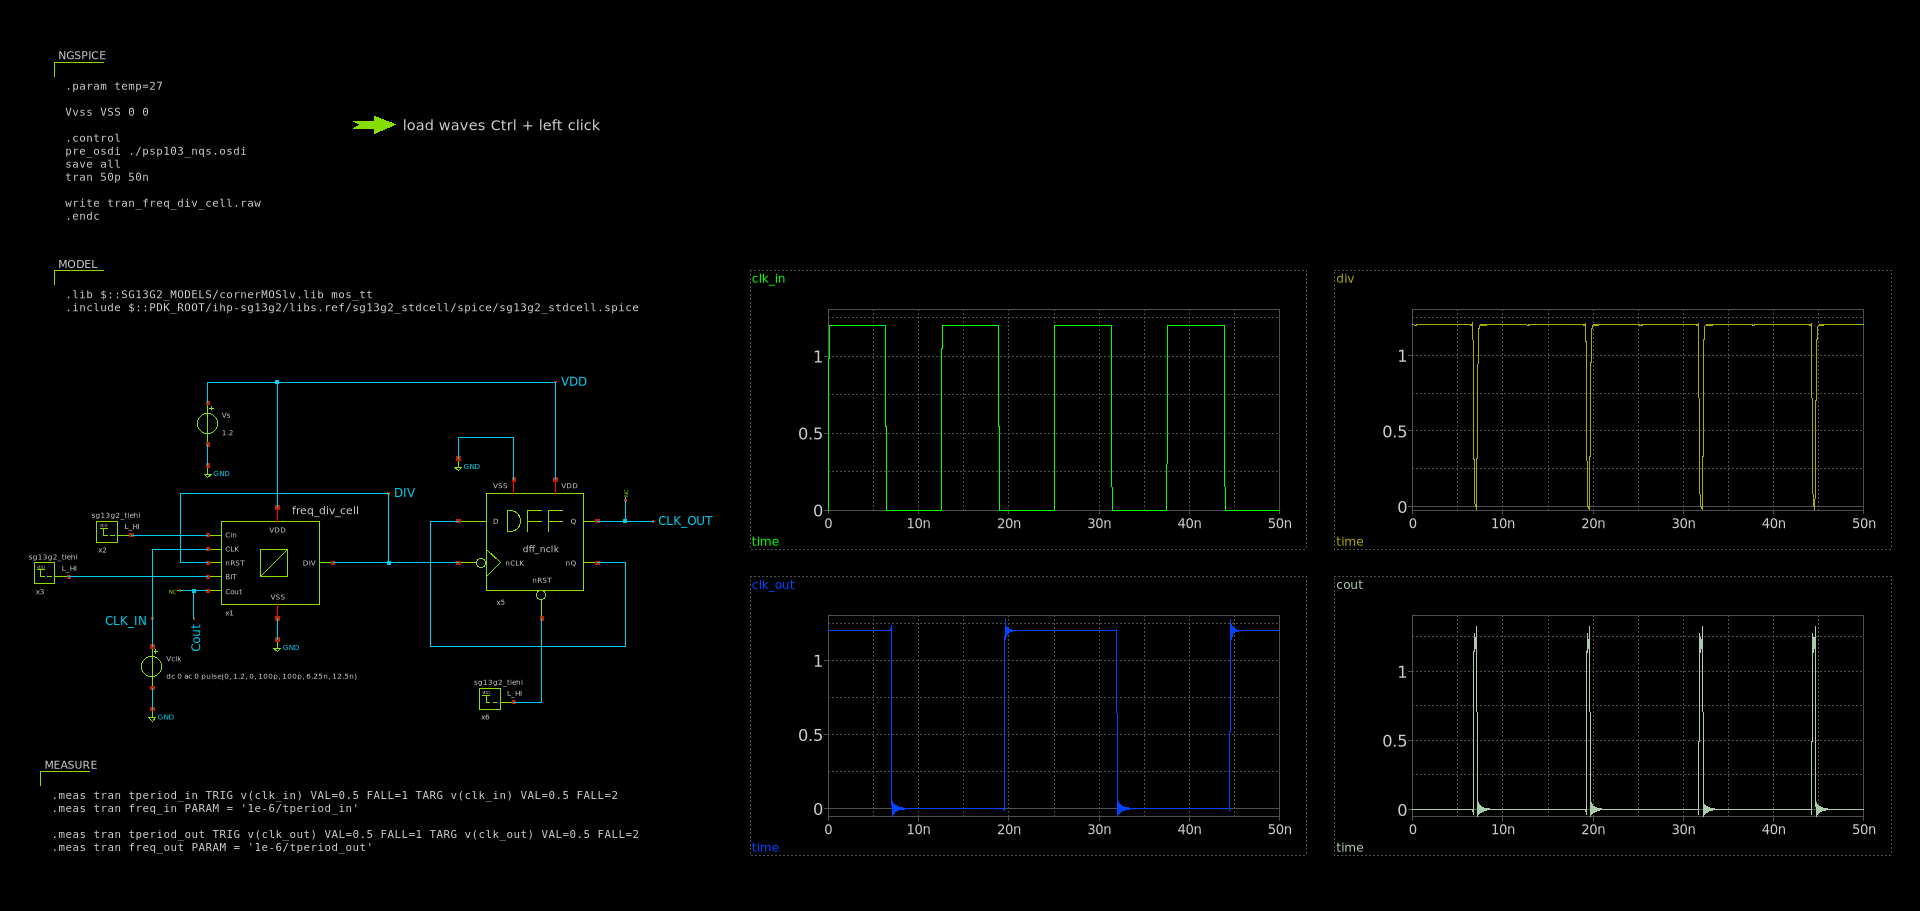 NGSPICE
.param temp=27
Vvss VSS 0 0
.control
pre_osdi ./psp103_nqs.osdi
save all
tran 50p 50n
write tran_freq_div_cell.raw
.endc
load waves Ctrl + left click
MODEL
.lib $::SG13G2_MODELS/cornerMOSlv.lib mos_tt
.include $::PDK_ROOT/ihp-sg13g2/libs.ref/sg13g2_stdcell/spice/sg13g2_stdcell.spice
VDD
Vs
1.2
GND
GND
VSS
VDD
DIV
freq_div_cell
sg13g2_tiehi
L_HI
x2
VDD
Cin
CLK
nRST
BIT
Cout
DIV
VSS
x1
sg13g2_tiehi
L_HI
x3
NC
CLK_IN
Cout
GND
Vclk
dc 0 ac 0 pulse(0, 1.2, 0, 100p, 100p, 6.25n, 12.5n)
GND
D
DFF
Q
dff_nclk
nCLK
nQ
nRST
x5
NC
CLK_OUT
sg13g2_tiehi
L_HI
x6
MEASURE
.meas tran tperiod_in TRIG v(clk_in) VAL=0.5 FALL=1 TARG v(clk_in) VAL=0.5 FALL=2
.meas tran freq_in PARAM = '1e-6/tperiod_in'
.meas tran tperiod_out TRIG v(clk_out) VAL=0.5 FALL=1 TARG v(clk_out) VAL=0.5 FALL=2
.meas tran freq_out PARAM = '1e-6/tperiod_out'
clk_in
1
0.5
0
0 10n 20n 30n 40n 50n
time
div
1
0.5
0
0 10n 20n 30n 40n 50n
time
clk_out
1
0.5
0
0 10n 20n 30n 40n 50n
time
cout
1
0.5
0
0 10n 20n 30n 40n 50n
time